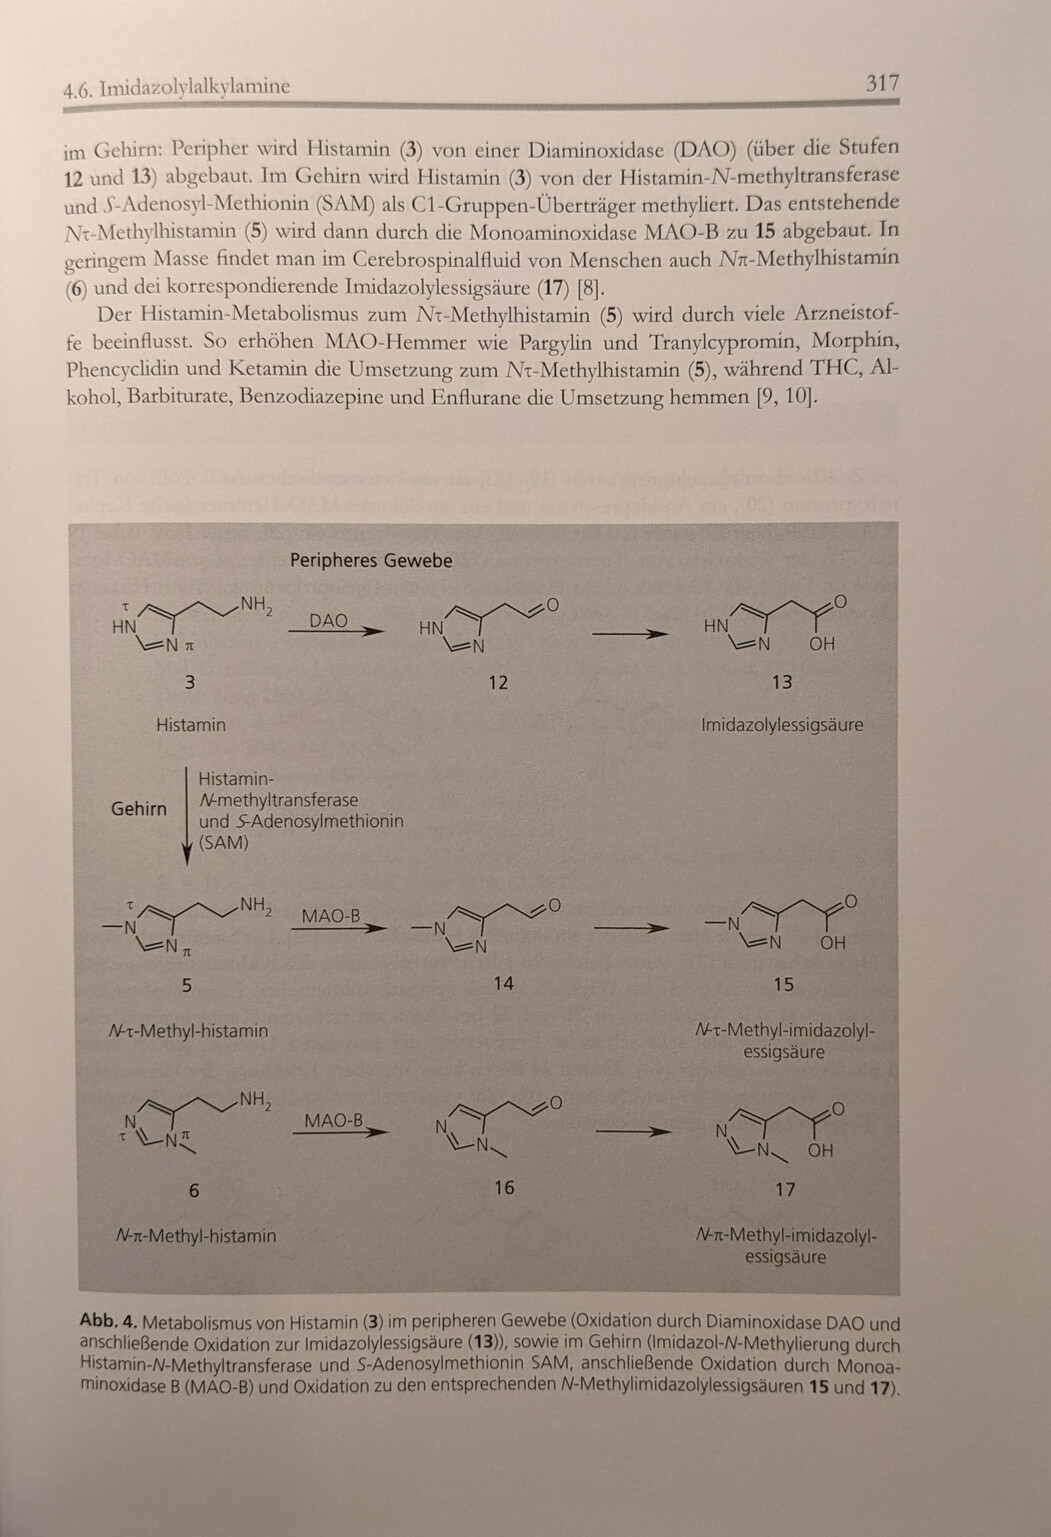 4.6. Imidazolylalkylamine 317
im Gehirn: Peripher wird Histamin (3) von einer Diaminoxidase (DAO) (über die Stufen
12 und 13) abgebaut. Im Gehirn wird Histamin (3) von der Histamin-N-methyltransferase
und S-Adenosyl-Methionin (SAM) als C1-Gruppen-Überträger methyliert. Das entstehende
Nτ-Methylhistamin (5) wird dann durch die Monoaminoxidase MAO-B zu 15 abgebaut. In
geringem Masse findet man im Cerebrospinalfluid von Menschen auch Nπ-Methylhistamin
(6) und dei korrespondierende Imidazolylessigsäure (17) [8].
Der Histamin-Metabolismus zum Nτ-Methylhistamin (5) wird durch viele Arzneistof-
fe beeinflusst. So erhöhen MAO-Hemmer wie Pargylin und Tranylcypromin, Morphin,
Phencyclidin und Ketamin die Umsetzung zum Nτ-Methylhistamin (5), während THC, Al-
kohol, Barbiturate, Benzodiazepine und Enflurane die Umsetzung hemmen [9, 10].
Peripheres Gewebe
τ NH2 O O
HN DAO HN HN
N π N N OH
3 12 13
Histamin Imidazolylessigsäure
Histamin-
Gehirn N-methyltransferase
und S-Adenosylmethionin
(SAM)
τ NH2 MAO-B O O
N N N
N π N N OH
5 14 15
N-τ-Methyl-histamin N-τ-Methyl-imidazolyl-
essigsäure
NH2 MAO-B O O
N N N
τ N π N N OH
6 16 17
N-π-Methyl-histamin N-π-Methyl-imidazolyl-
essigsäure
Abb. 4. Metabolismus von Histamin (3) im peripheren Gewebe (Oxidation durch Diaminoxidase DAO und
anschließende Oxidation zur Imidazolylessigsäure (13)), sowie im Gehirn (Imidazol-N-Methylierung durch
Histamin-N-Methyltransferase und S-Adenosylmethionin SAM, anschließende Oxidation durch Monoa-
minoxidase B (MAO-B) und Oxidation zu den entsprechenden N-Methylimidazolylessigsäuren 15 und 17).